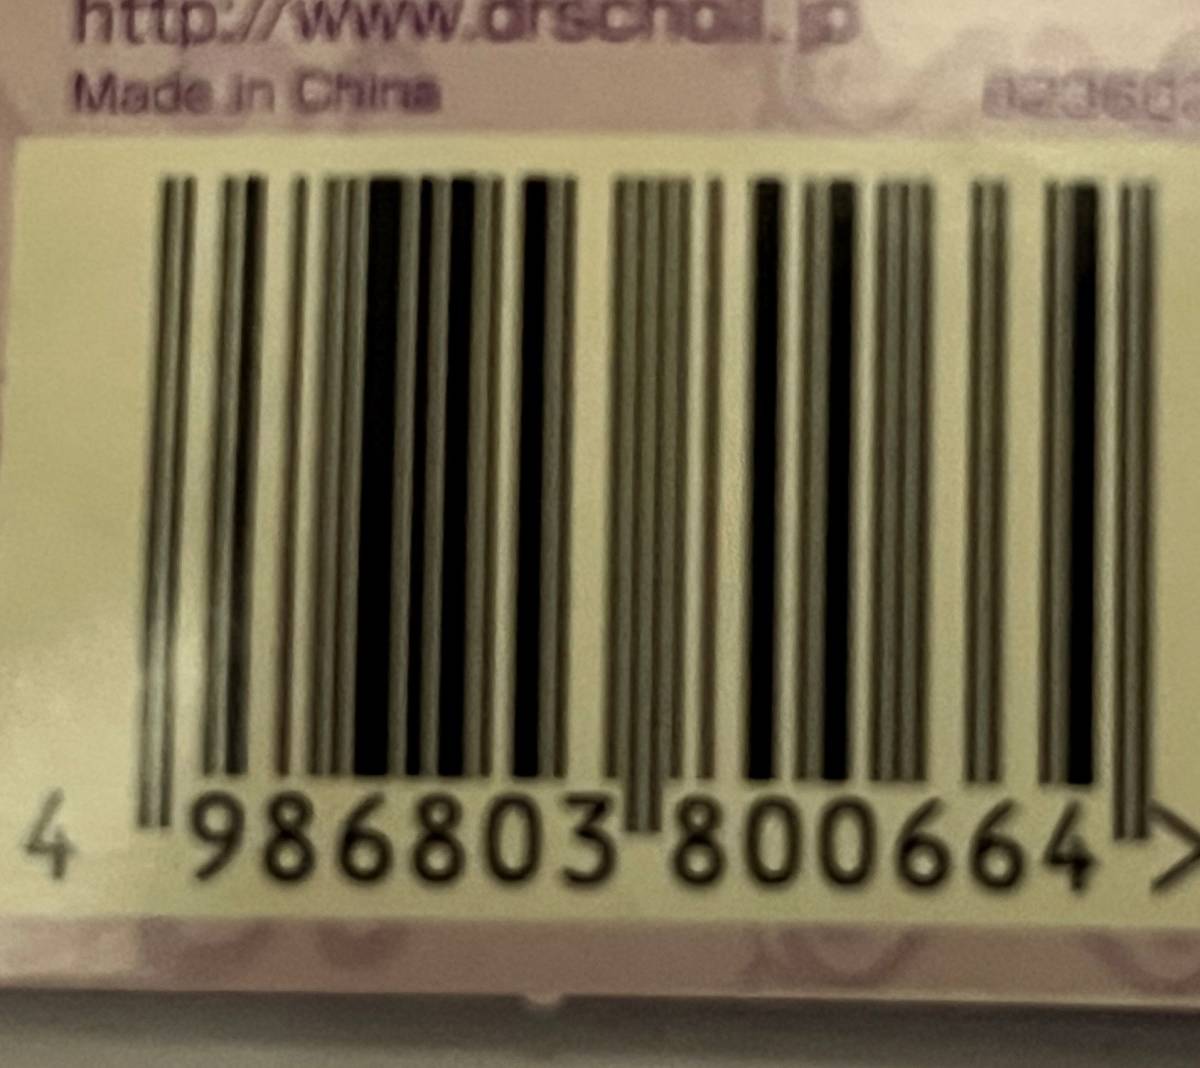 http://www.drscholl.jp
Made in China
4 986803 800664 >